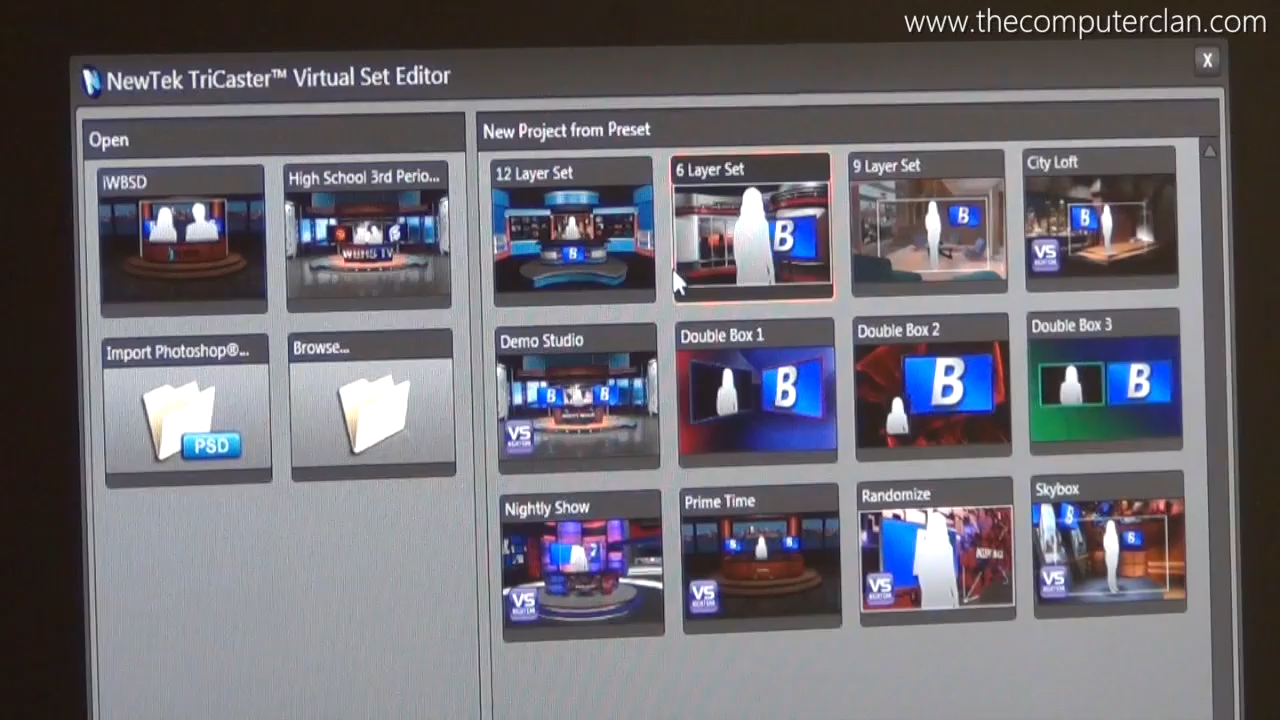 www.thecomputerclan.com
NewTek TriCaster™ Virtual Set Editor
X
Open
New Project from Preset
IWBSD
High School 3rd Perio...
12 Layer Set
6 Layer Set
9 Layer Set
City Loft
B
B
B
B
WBHS TV
VS
Import Photoshop®...
Browse...
Demo Studio
Double Box 1
Double Box 2
Double Box 3
B
B
B
B
B
PSD
VS
Nightly Show
Prime Time
Randomize
Skybox
B
B
VS
VS
VS
VS